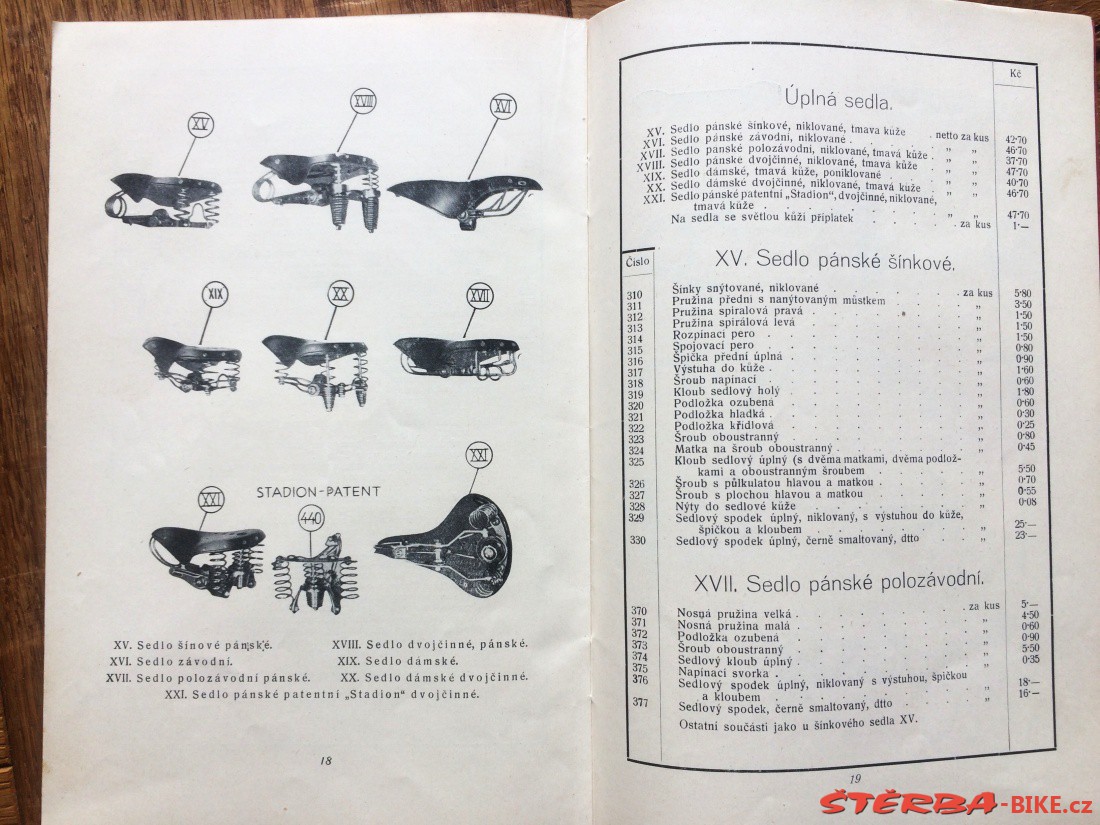 XV
XVIII
XVI
XIX
XX
XVII
XXI
STADION-PATENT
440
XXI
XV. Sedlo šínové pánské.
XVI. Sedlo závodní.
XVII. Sedlo polozávodní pánské.
XVIII. Sedlo dvojčinné, pánské.
XIX. Sedlo dámské.
XX. Sedlo dámské dvojčinné.
XXI. Sedlo pánské patentní „Stadion" dvojčinné.
18
Kč
Úplná sedla.
XV. Sedlo pánské šínkové, niklované, tmava kůže . netto za kus 42·70
XVI. Sedlo pánské závodní, niklované . . . . . „ „ 46·70
XVII. Sedlo pánské polozávodní, niklované, tmavá kůže . „ „ 37·70
XVIII. Sedlo pánské dvojčinné, niklované, tmavá kůže . „ „ 47·70
XIX. Sedlo dámské, tmavá kůže, poniklované . . . „ „ 40·70
XX. Sedlo dámské dvojčinné, niklované, tmavá kůže . „ „ 46·70
XXI. Sedlo pánské patentní „Stadion", dvojčinné, niklované,
tmavá kůže . . . . . . . . „ „ 47·70
Na sedla se světlou kůží příplatek . . . . . za kus 1·—
Číslo
XV. Sedlo pánské šínkové.
310 Šínky snýtované, niklované . . . . . . za kus 5·80
311 Pružina přední s nanýtovaným můstkem . . . . „ 3·50
312 Pružina spiralová pravá . . . . . . . „ 1·50
313 Pružina spirálová levá . . . . . . . „ 1·50
314 Rozpínací pero . . . . . . . . „ 1·50
315 Spojovací pero . . . . . . . . „ 0·80
316 Špička přední úplná . . . . . . . „ 0·90
317 Výstuha do kůže . . . . . . . . „ 1·60
318 Šroub napínací . . . . . . . . „ 0·60
319 Kloub sedlový holý . . . . . . . „ 1·80
320 Podložka ozubená . . . . . . . „ 0·60
321 Podložka hladká . . . . . . . . „ 0·30
322 Podložka křídlová . . . . . . . „ 0·25
323 Šroub oboustranný . . . . . . . „ 0·80
324 Matka na šroub oboustranný . . . . . . „ 0·45
325 Kloub sedlový úplný (s dvěma matkami, dvěma podlož-
kami a oboustranným šroubem . . . . . „ 5·50
326 Šroub s půlkulatou hlavou a matkou . . . . „ 0·70
327 Šroub s plochou hlavou a matkou . . . . . „ 0·55
328 Nýty do sedlové kůže . . . . . . . „ 0·08
329 Sedlový spodek úplný, niklovaný, s výstuhou do kůže,
špičkou a kloubem . . . . . . . „ 25·—
330 Sedlový spodek úplný, černě smaltovaný, dtto . . „ 23·—
XVII. Sedlo pánské polozávodní.
370 Nosná pružina velká . . . . . . . za kus 5·—
371 Nosná pružina malá . . . . . . . „ 4·50
372 Podložka ozubená . . . . . . . „ 0·60
373 Šroub oboustranný . . . . . . . „ 0·90
374 Sedlový kloub úplný . . . . . . . „ 5·50
375 Napínací svorka . . . . . . . . „ 0·35
376 Sedlový spodek úplný, niklovaný s výstuhou, špičkou
a kloubem . . . . . . . . „ 18·—
377 Sedlový spodek, černě smaltovaný, dtto . . . . „ 16·—
Ostatní součásti jako u šínkového sedla XV.
19
ŠTĚRBA-BIKE.cz